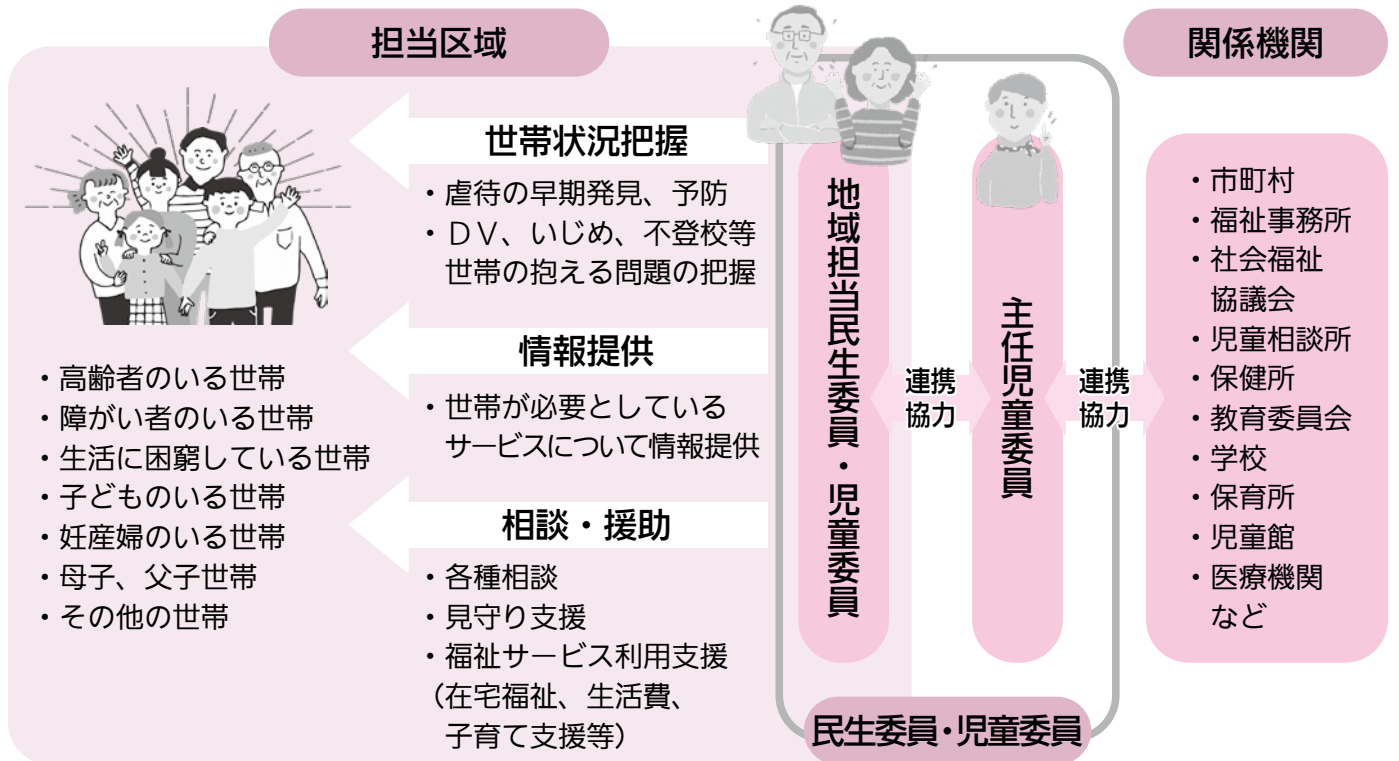 担当区域
世帯状況把握
・虐待の早期発見、予防
・ＤＶ、いじめ、不登校等
世帯の抱える問題の把握
情報提供
・世帯が必要としている
サービスについて情報提供
相談・援助
・各種相談
・見守り支援
・福祉サービス利用支援
（在宅福祉、生活費、
子育て支援等）
・高齢者のいる世帯
・障がい者のいる世帯
・生活に困窮している世帯
・子どものいる世帯
・妊産婦のいる世帯
・母子、父子世帯
・その他の世帯
地域担当民生委員・児童委員
連携
協力
主任児童委員
連携
協力
民生委員・児童委員
関係機関
・市町村
・福祉事務所
・社会福祉
協議会
・児童相談所
・保健所
・教育委員会
・学校
・保育所
・児童館
・医療機関
など